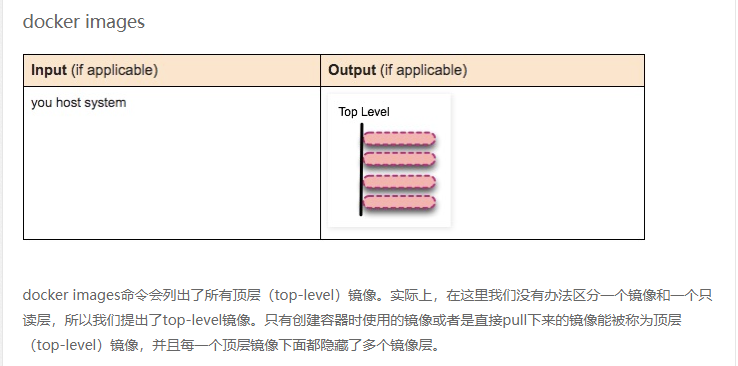 docker images
Input (if applicable)
Output (if applicable)
you host system
Top Level
docker images命令会列出了所有顶层（top-level）镜像。实际上，在这里我们没有办法区分一个镜像和一个只
读层，所以我们提出了top-level镜像。只有创建容器时使用的镜像或者是直接pull下来的镜像能被称为顶层
（top-level）镜像，并且每一个顶层镜像下面都隐藏了多个镜像层。